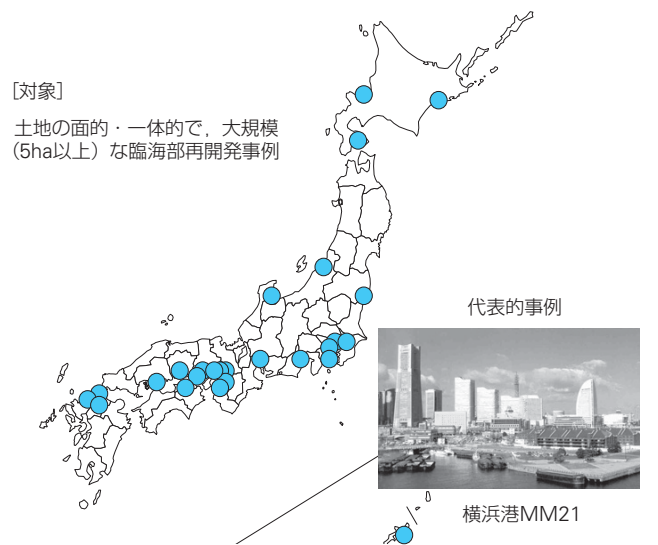 ［対象］
土地の面的・一体的で，大規模
（5ha以上）な臨海部再開発事例
代表的事例
横浜港MM21